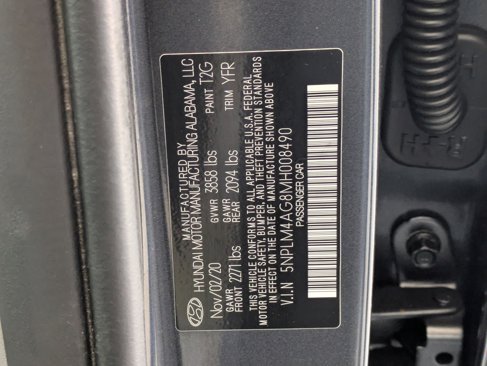 MANUFACTURED BY
HYUNDAI MOTOR MANUFACTURING ALABAMA, LLC
Nov/02/20 GVWR 3858 lbs PAINT T2G
GAWR FRONT 2271 lbs GAWR REAR 2094 lbs TRIM YFR
THIS VEHICLE CONFORMS TO ALL APPLICABLE U.S.A. FEDERAL
MOTOR VEHICLE SAFETY, BUMPER, AND THEFT PREVENTION STANDARDS
IN EFFECT ON THE DATE OF MANUFACTURE SHOWN ABOVE
V.I.N 5NPLM4AG8MH008490
PASSENGER CAR